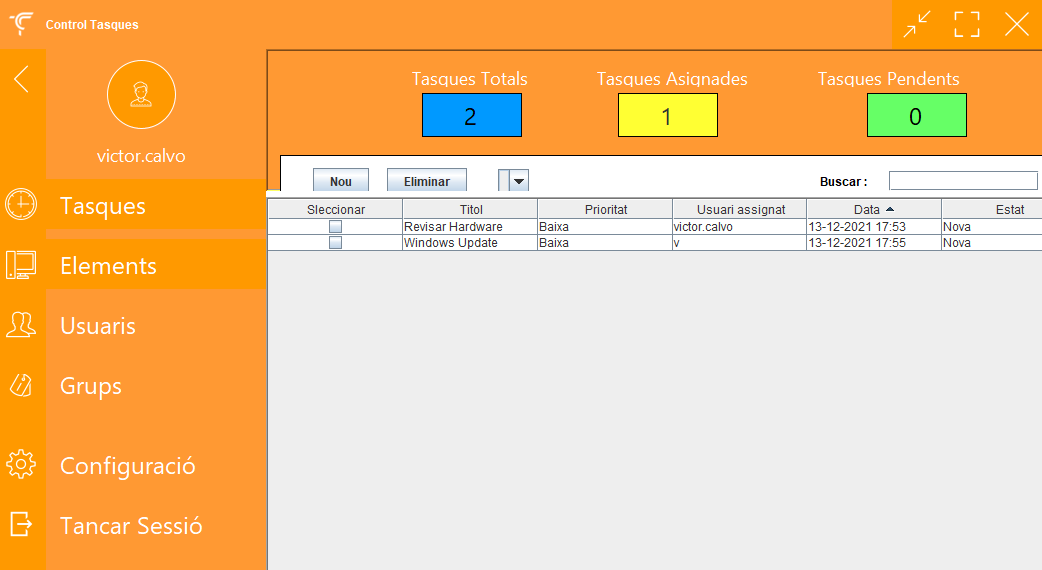 Control Tasques
victor.calvo
Tasques
Elements
Usuaris
Grups
Configuració
Tancar Sessió
Tasques Totals Tasques Asignades Tasques Pendents
2 1 0
Nou Eliminar Buscar :
Sleccionar Titol Prioritat Usuari assignat Data Estat
Revisar Hardware Baixa victor.calvo 13-12-2021 17:53 Nova
Windows Update Baixa v 13-12-2021 17:55 Nova